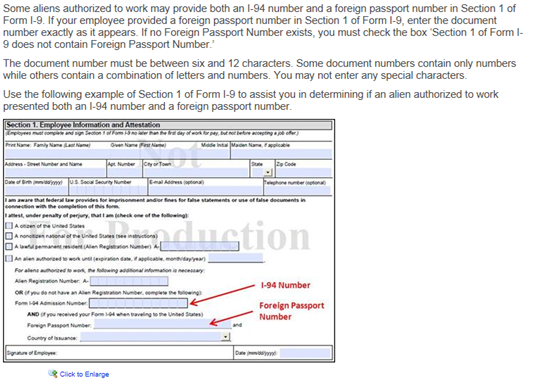 Some aliens authorized to work may provide both an I-94 number and a foreign passport number in Section 1 of
Form I-9. If your employee provided a foreign passport number in Section 1 of Form I-9, enter the document
number exactly as it appears. If no Foreign Passport Number exists, you must check the box 'Section 1 of Form I-
9 does not contain Foreign Passport Number.'
The document number must be between six and 12 characters. Some document numbers contain only numbers
while others contain a combination of letters and numbers. You may not enter any special characters.
Use the following example of Section 1 of Form I-9 to assist you in determining if an alien authorized to work
presented both an I-94 number and a foreign passport number.
Section 1. Employee Information and Attestation
(Employees must complete and sign Section 1 of Form I-9 no later than the first day of work for pay, but not before accepting a job offer.)
Print Name: Family Name (Last Name) Given Name (First Name) Middle Initial Maiden Name, if applicable
Not
Address - Street Number and Name Apt. Number City or Town State Zip Code
Date of Birth (mm/dd/yyyy) U.S. Social Security Number E-mail Address (optional) Telephone number (optional)
I am aware that federal law provides for imprisonment and/or fines for false statements or use of false documents in
connection with the completion of this form.
I attest, under penalty of perjury, that I am (check one of the following):
A citizen of the United States
For Production
A noncitizen national of the United States (see instructions)
A lawful permanent resident (Alien Registration Number) A-
An alien authorized to work until (expiration date, if applicable, month/day/year)
For aliens authorized to work, the following additional information is necessary:
Alien Registration Number: A-
OR (if you do not have an Alien Registration Number, complete the following)
Form I-94 Admission Number:
I-94 Number
AND (if you received your Form I-94 when traveling to the United States)
Foreign Passport Number: and
Foreign Passport
Number
Country of Issuance:
Signature of Employee: Date (mm/dd/yyyy):
Click to Enlarge